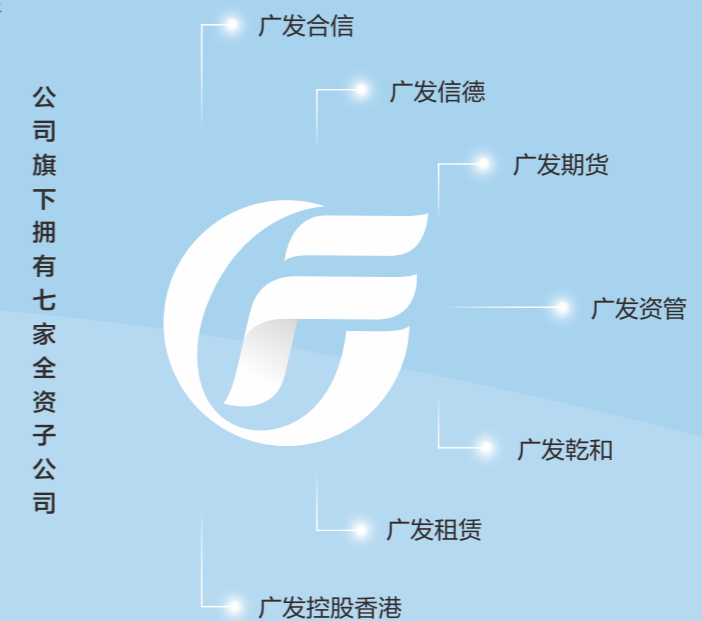 公司旗下拥有七家全资子公司
广发合信
广发信德
广发期货
广发资管
广发乾和
广发租赁
广发控股香港